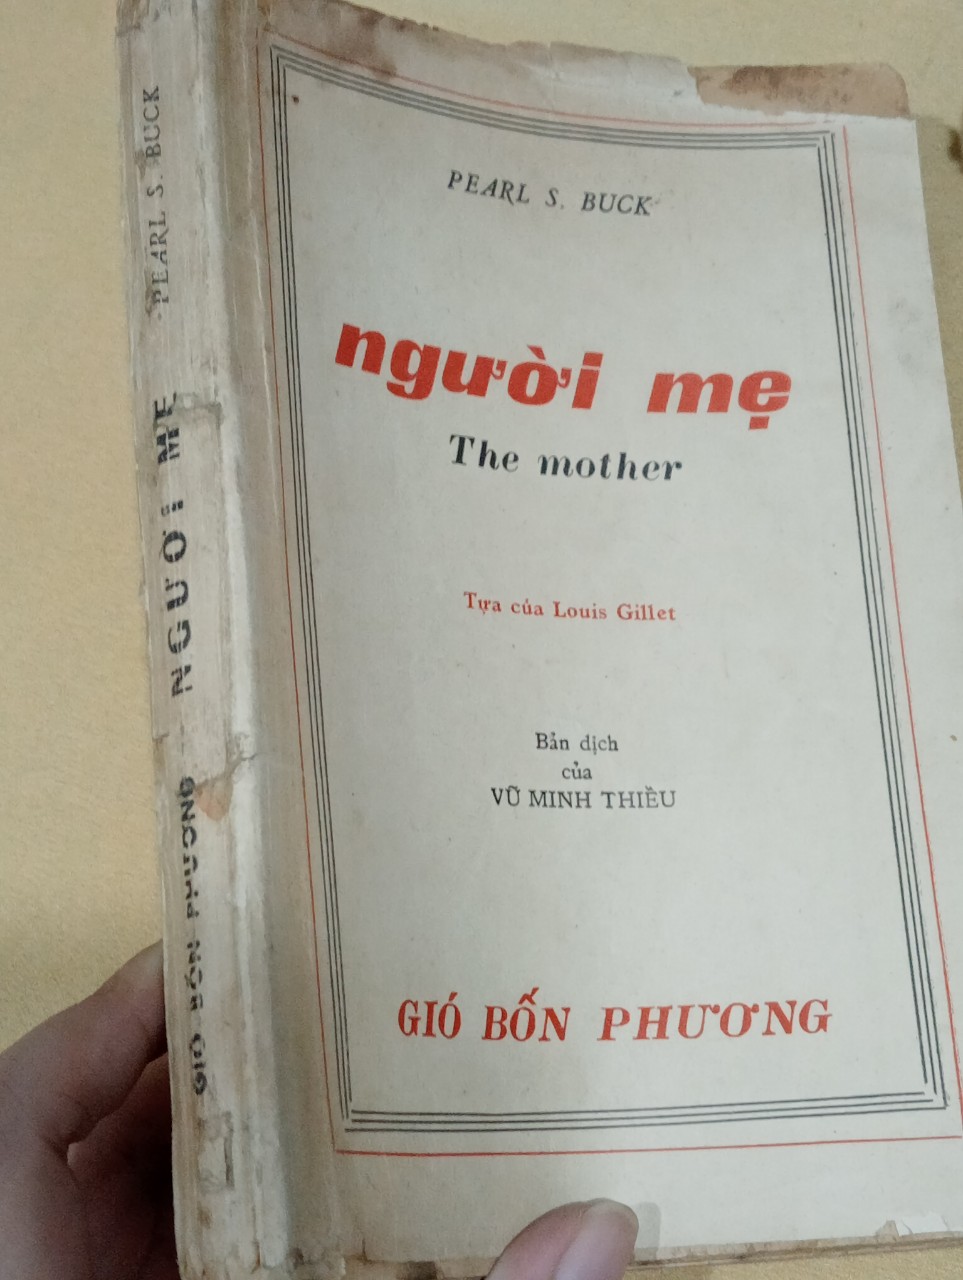 PEARL S. BUCK
người mẹ
The mother
Tựa của Louis Gillet
Bản dịch
của
VŨ MINH THIỀU
GIÓ BỐN PHƯƠNG
PEARL S. BUCK
NGƯỜI MẸ
GIÓ BỐN PHƯƠNG